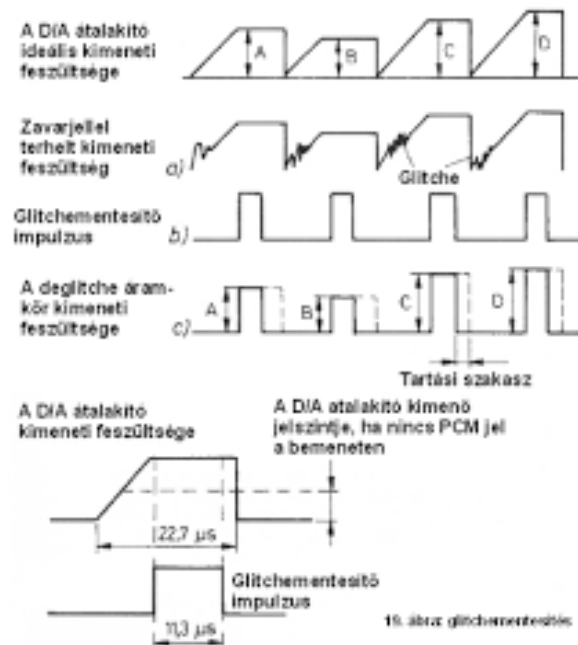 A D/A átalakító
ideális kimeneti
feszültsége
A
B
C
D
Zavarjellel
terhelt kimeneti
feszültség
a)
Glitche
Glitchementesítő
impulzus
b)
A deglitche áram-
kör kimeneti
feszültsége
c)
A
B
C
D
Tartási szakasz
A D/A átalakító
kimeneti feszültsége
A D/A atalakító kimenő
jelszintje, ha nincs PCM jel
a bemeneten
22,7 µs
Glitchementesítő
impulzus
11,3 µs
19. ábra: glitchementesítés